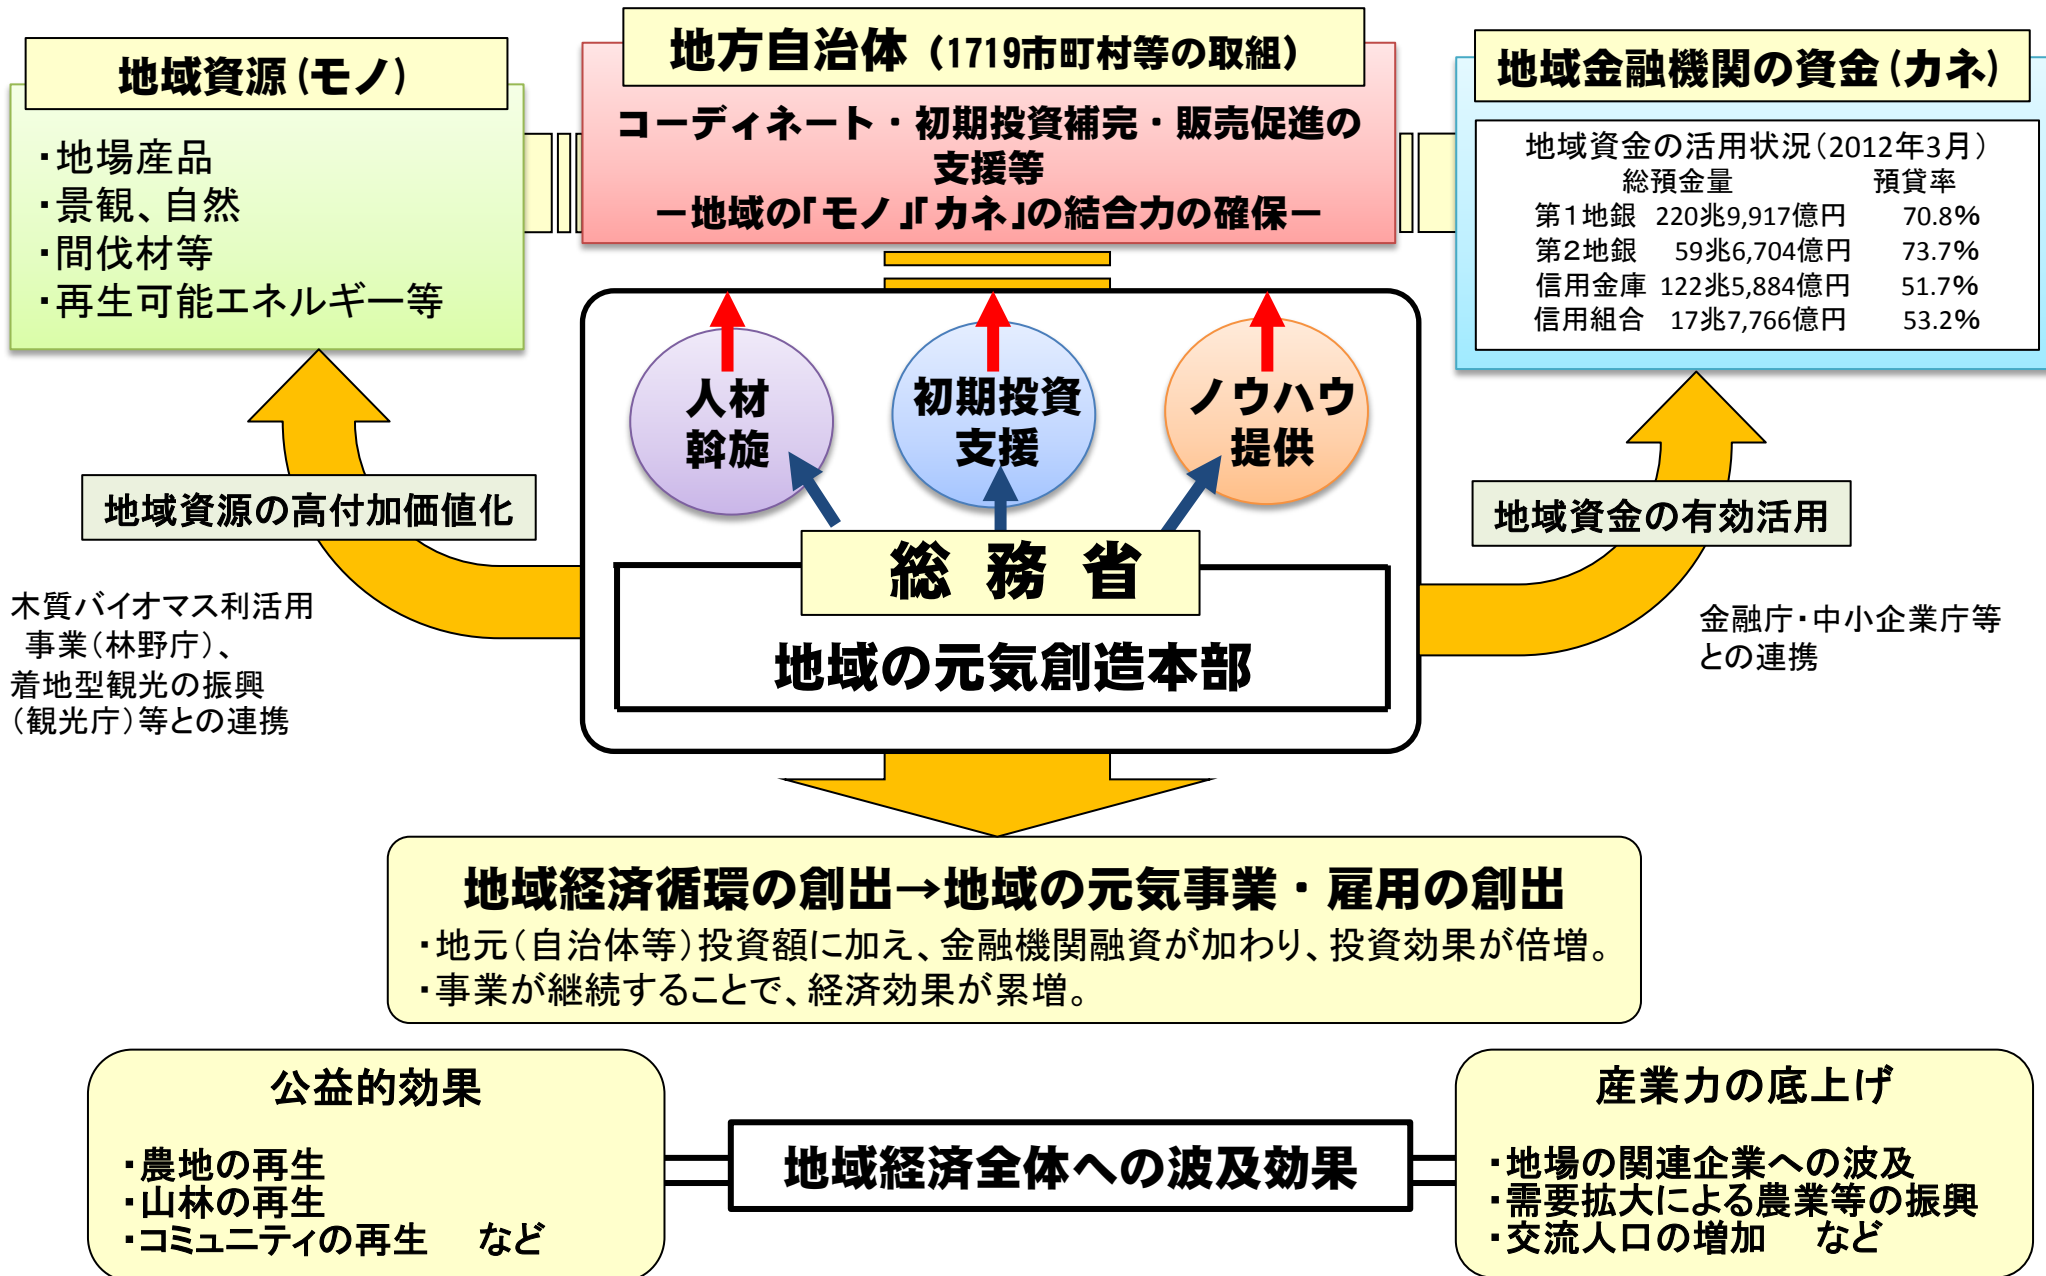 地域資源(モノ)
・地場産品
・景観、自然
・間伐材等
・再生可能エネルギー等
地方自治体(1719市町村等の取組)
コーディネート・初期投資補完・販売促進の
支援等
－地域の「モノ」「カネ」の結合力の確保－
地域金融機関の資金(カネ)
地域資金の活用状況(2012年3月)
総預金量 預貸率
第1地銀 220兆9,917億円 70.8%
第2地銀 59兆6,704億円 73.7%
信用金庫 122兆5,884億円 51.7%
信用組合 17兆7,766億円 53.2%
人材
斡旋
初期投資
支援
ノウハウ
提供
総務省
地域の元気創造本部
地域資源の高付加価値化
木質バイオマス利活用
事業(林野庁)、
着地型観光の振興
(観光庁)等との連携
地域資金の有効活用
金融庁・中小企業庁等
との連携
地域経済循環の創出→地域の元気事業・雇用の創出
・地元(自治体等)投資額に加え、金融機関融資が加わり、投資効果が倍増。
・事業が継続することで、経済効果が累増。
公益的効果
・農地の再生
・山林の再生
・コミュニティの再生 など
地域経済全体への波及効果
産業力の底上げ
・地場の関連企業への波及
・需要拡大による農業等の振興
・交流人口の増加 など